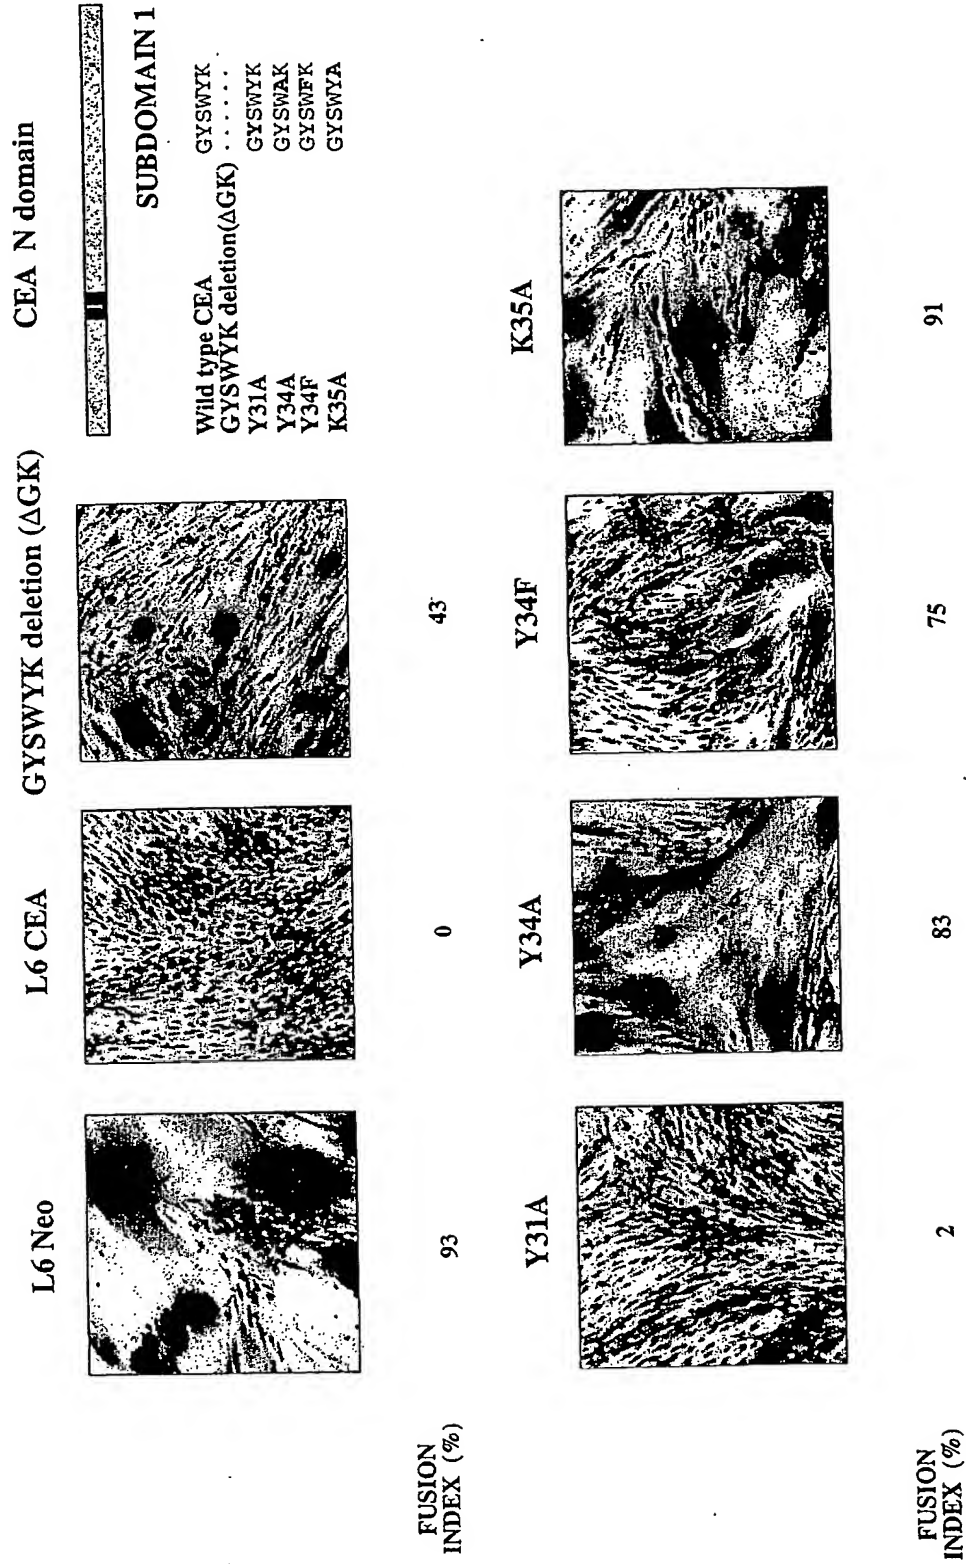 CEA N domain
1
SUBDOMAIN 1
Wild type CEA GYSWYK
GYSWYK deletion(ΔGK) ......
Y31A GYSWYK
Y34A GYSWAK
Y34F GYSWFK
K35A GYSWYA
L6 Neo L6 CEA GYSWYK deletion (ΔGK)
FUSION
INDEX (%) 93 0 43
Y31A Y34A Y34F K35A
FUSION
INDEX (%) 2 83 75 91